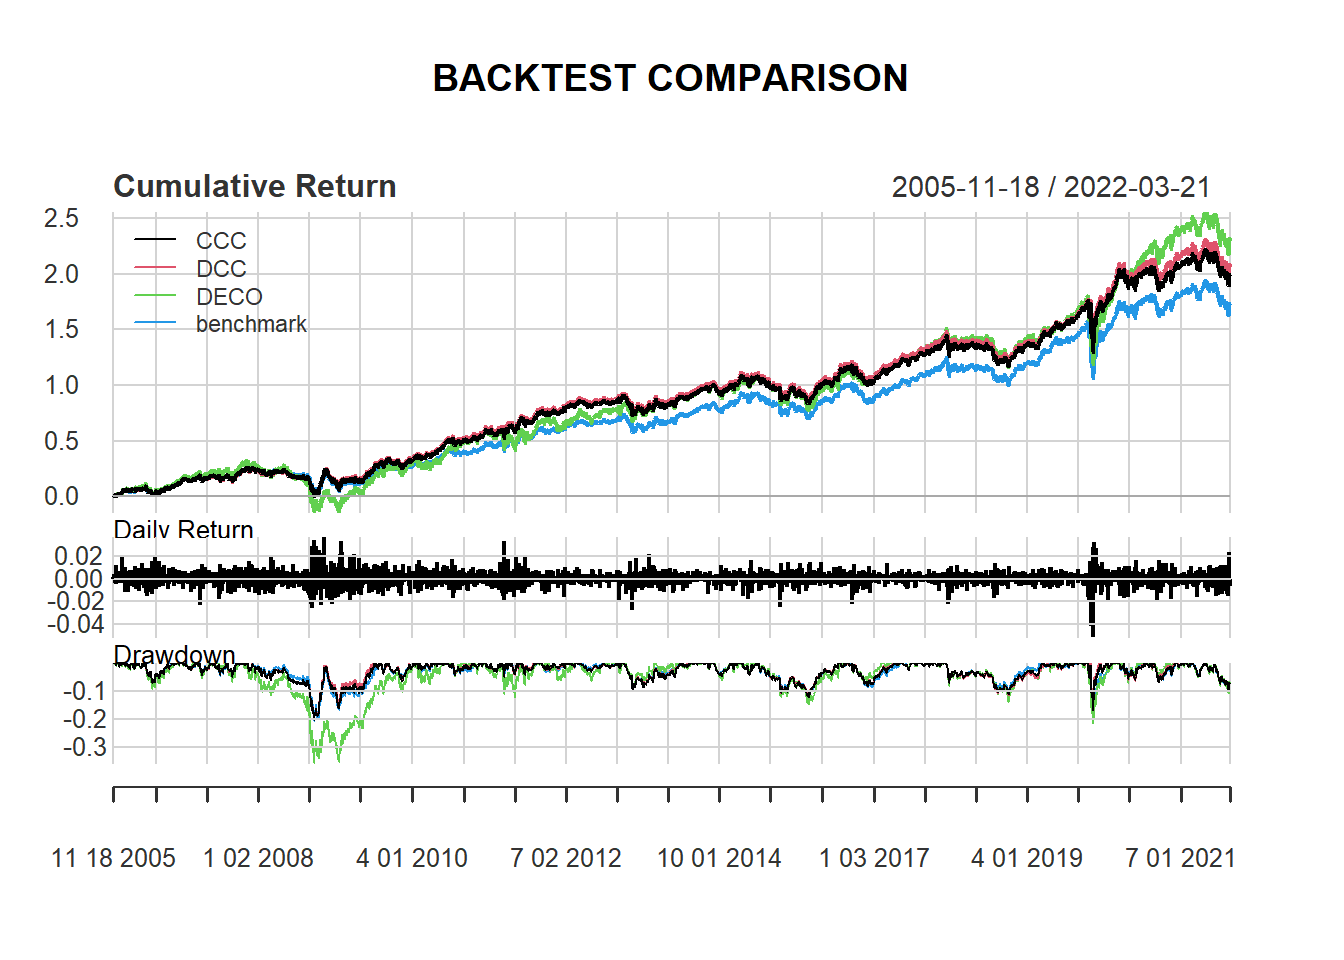 BACKTEST COMPARISON
Cumulative Return 2005-11-18 / 2022-03-21
2.5
2.0
1.5
1.0
0.5
0.0
CCC
DCC
DECO
benchmark
Daily Return
0.02
0.00
-0.02
-0.04
Drawdown
-0.1
-0.2
-0.3
11 18 2005 1 02 2008 4 01 2010 7 02 2012 10 01 2014 1 03 2017 4 01 2019 7 01 2021